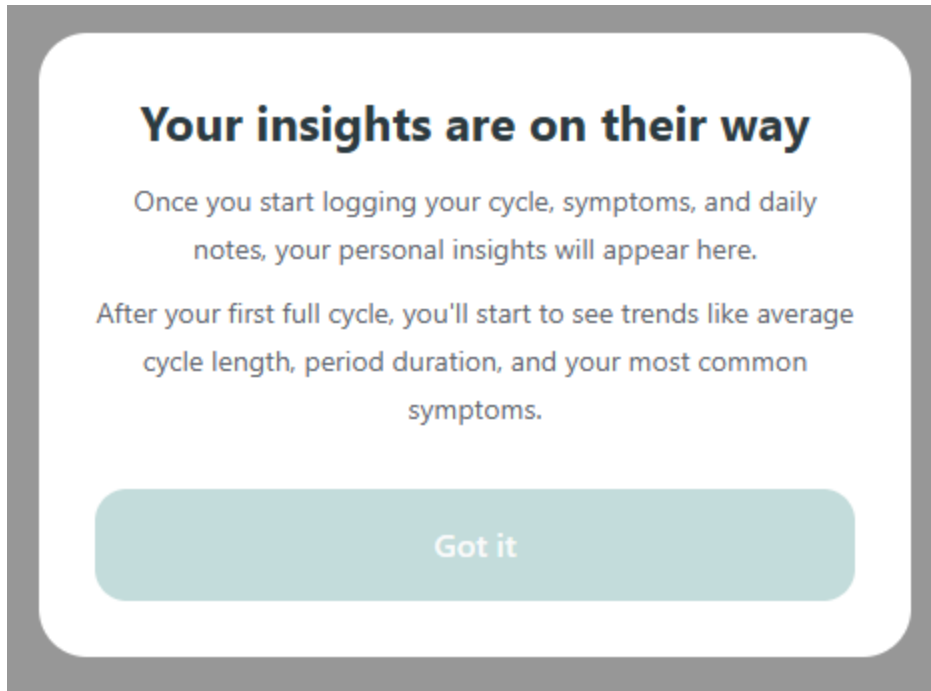 Your insights are on their way
Once you start logging your cycle, symptoms, and daily
notes, your personal insights will appear here.
After your first full cycle, you'll start to see trends like average
cycle length, period duration, and your most common
symptoms.
Got it